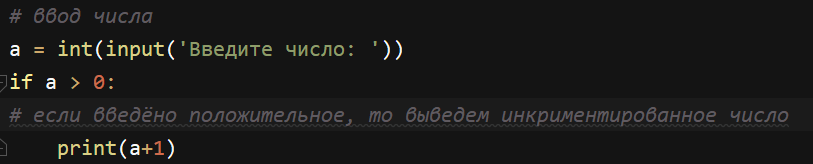 # ввод числа
a = int(input('Введите число: '))
if a > 0:
# если введёно положительное, то выведем инкриментированное число
    print(a+1)